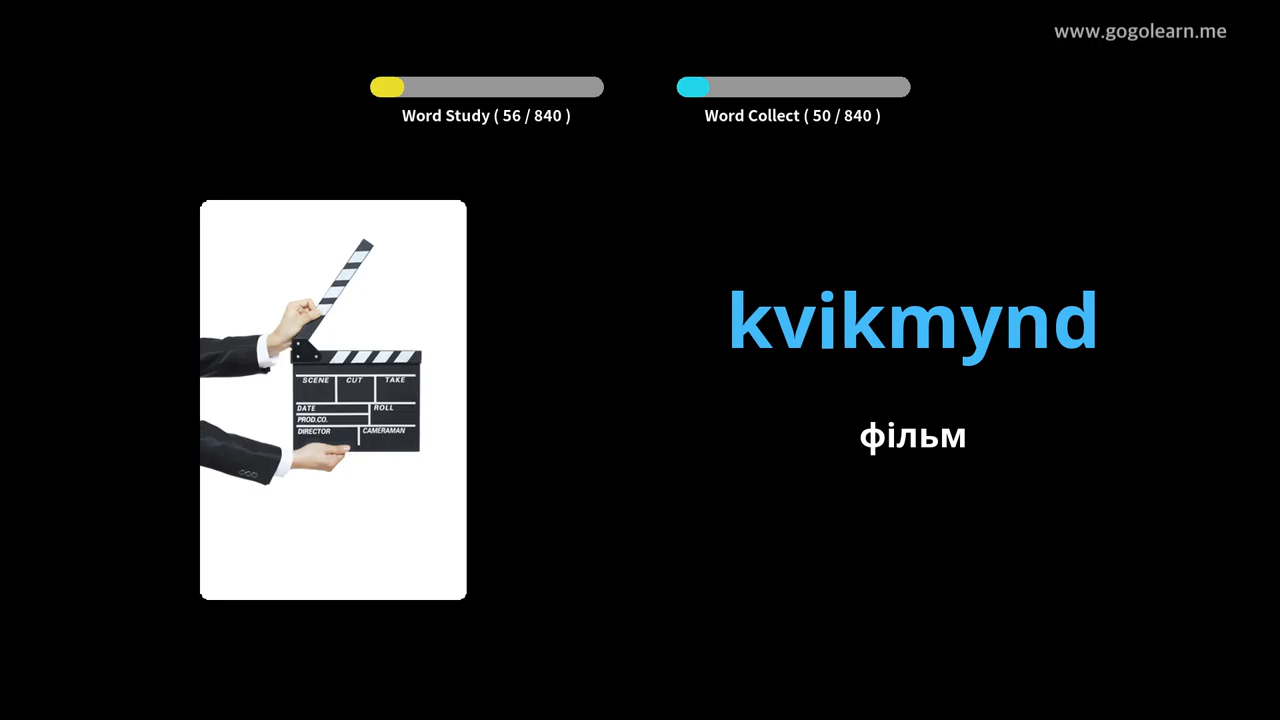 www.gogolearn.me
Word Study ( 56 / 840 )
Word Collect ( 50 / 840 )
SCENE CUT TAKE
DATE ROLL
PROD.CO.
DIRECTOR CAMERAMAN
kvikmynd
фільм